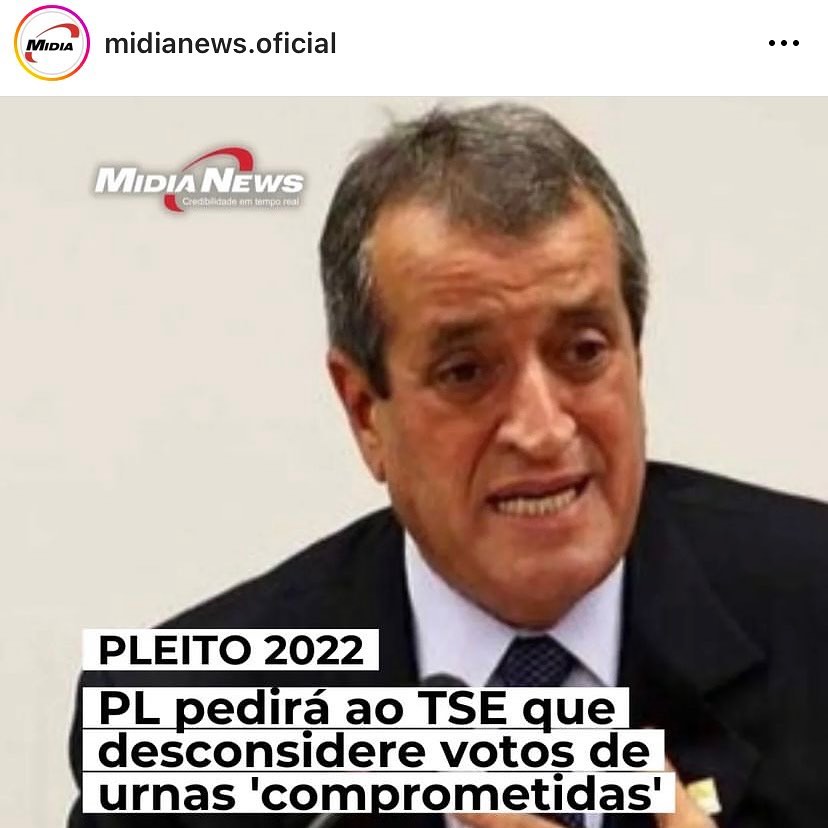 MIDIA
midianews.oficial
MIDIA NEWS
Credibilidade em tempo real
PLEITO 2022
PL pedirá ao TSE que
desconsidere votos de
urnas 'comprometidas'